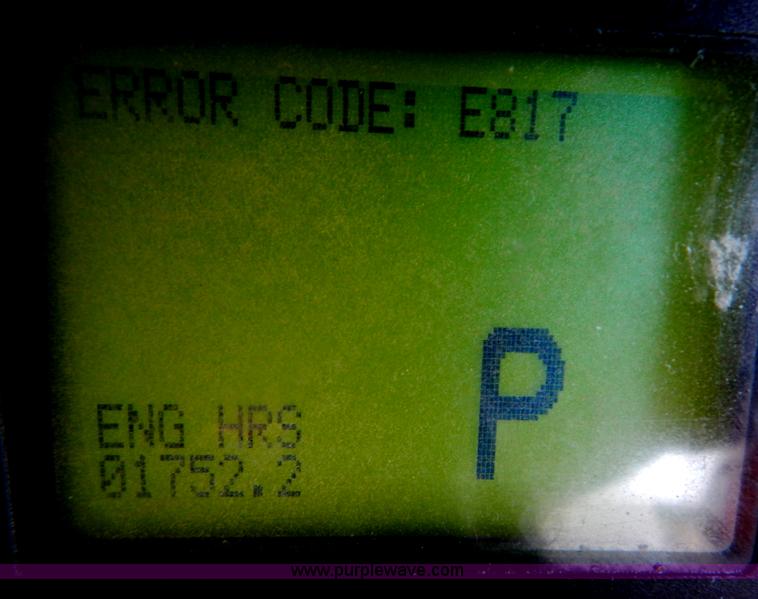 ERROR CODE: E817
P
ENG HRS
01752.2
www.purplewave.com